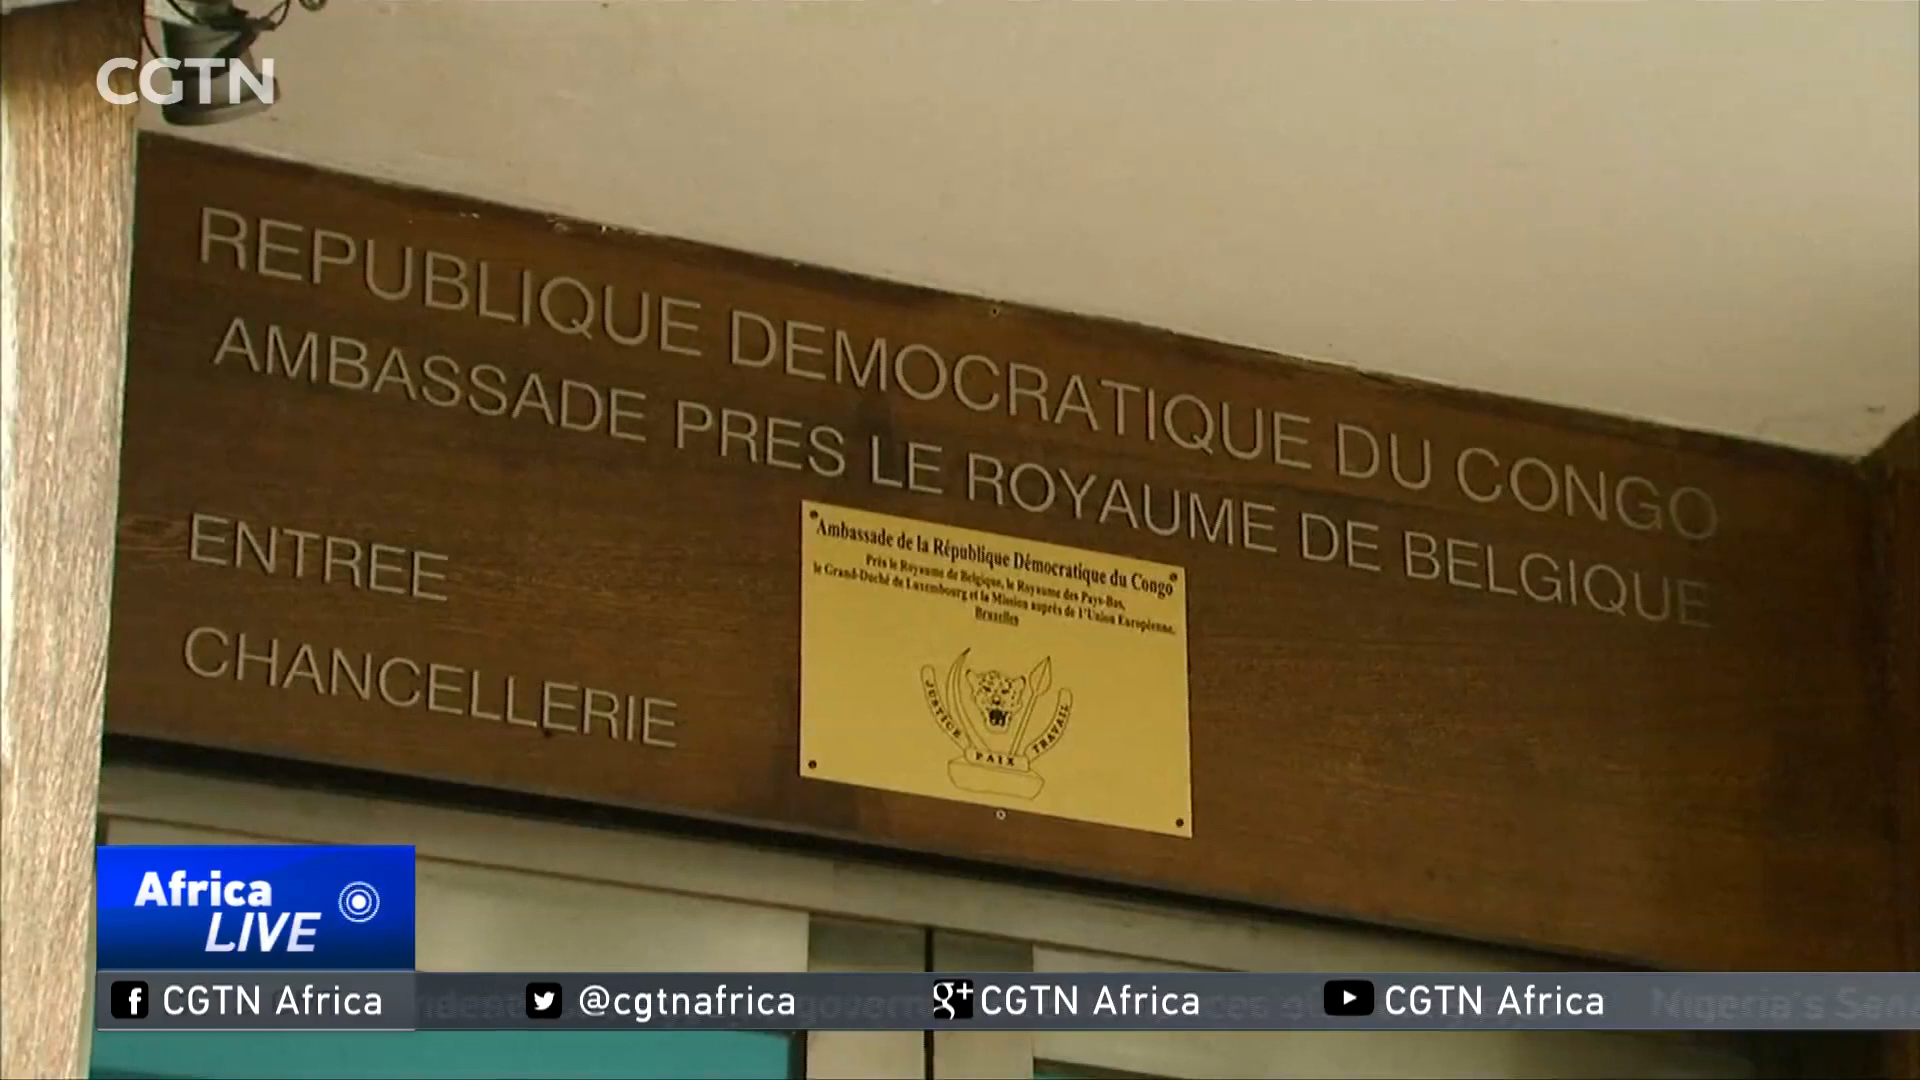 CGTN
REPUBLIQUE DEMOCRATIQUE DU CONGO
AMBASSADE PRES LE ROYAUME DE BELGIQUE
ENTREE
CHANCELLERIE
Ambassade de la République Démocratique du Congo
Près le Royaume de Belgique, le Royaume des Pays-Bas,
le Grand-Duché de Luxembourg et la Mission auprès de l'Union Européenne.
Bruxelles
JUSTICE
PAIX
TRAVAIL
Africa
LIVE
CGTN Africa @cgtnafrica CGTN Africa CGTN Africa
Nigeria's